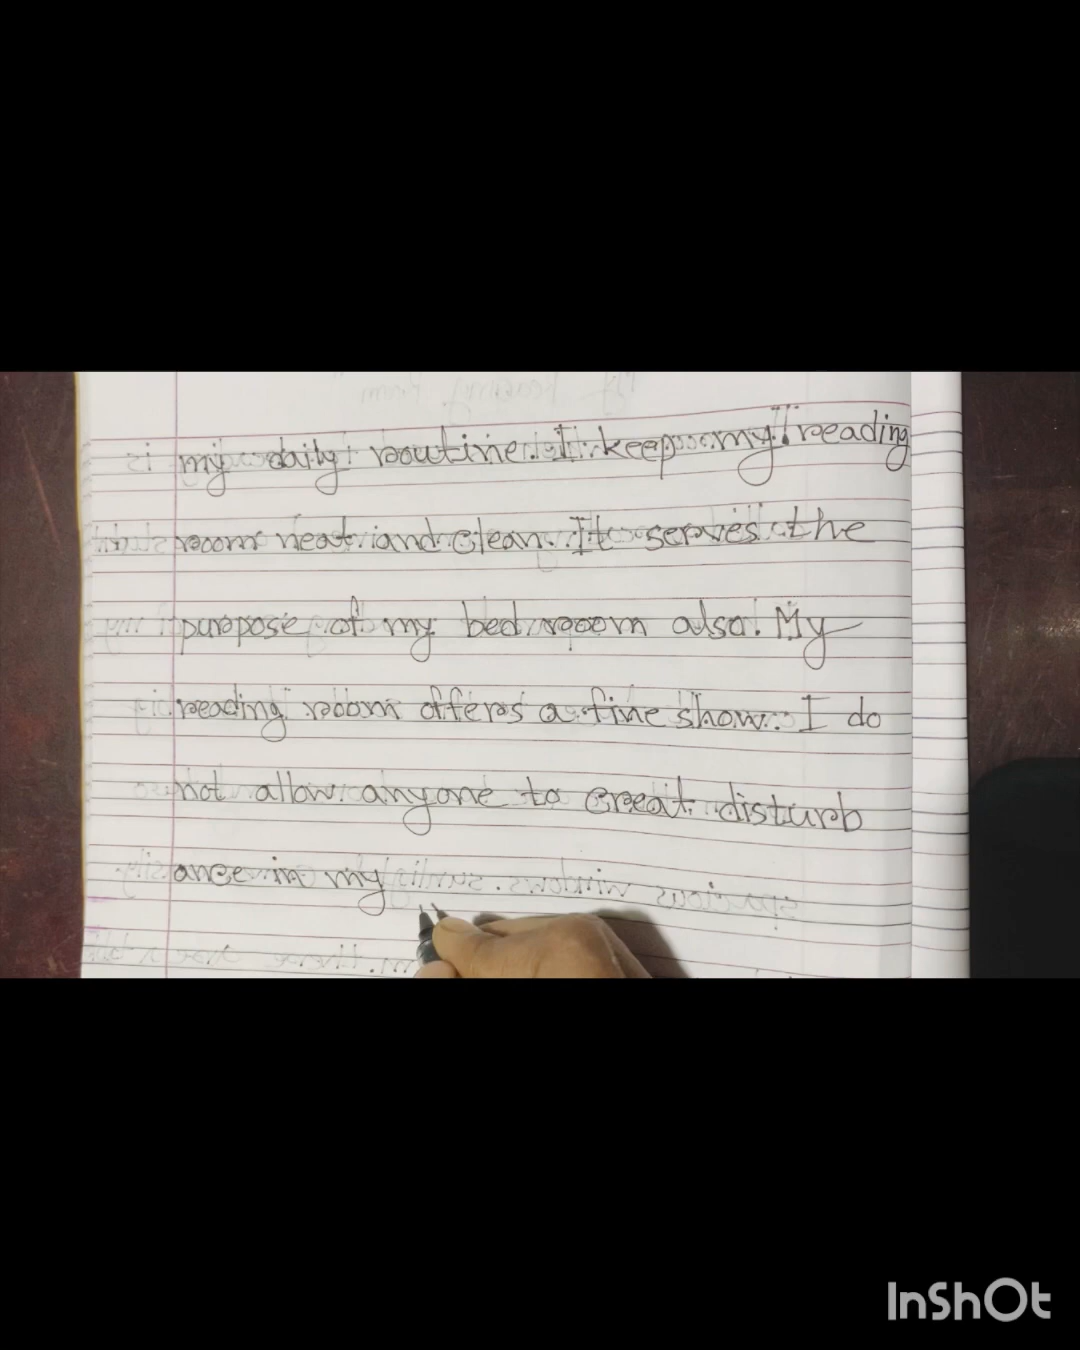 my daily routine. I keep my reading
room neat and clean. It serves the
purpose of my bed room also. My
reading room offers a fine show. I do
not allow anyone to creat disturb
ance in my
InShOt